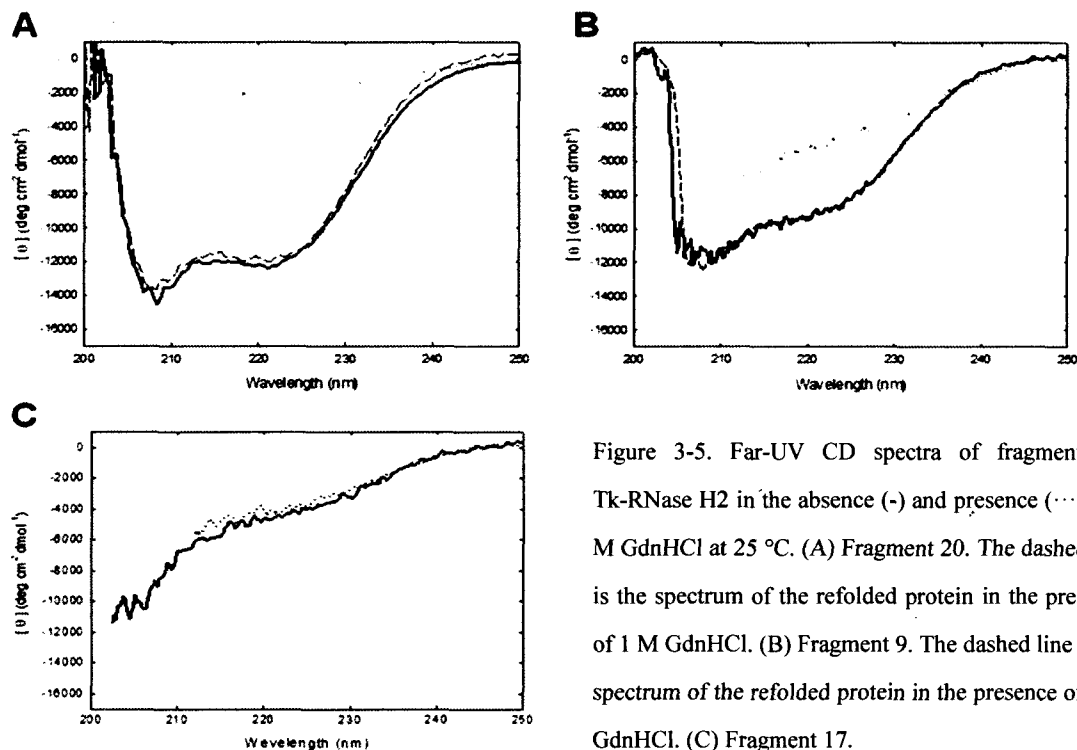 A
0
-2000
-4000
-6000
-8000
-10000
-12000
-14000
-16000
[θ] (deg cm² dmol⁻¹)
200 210 220 230 240 250
Wavelength (nm)
B
0
-2000
-4000
-6000
-8000
-10000
-12000
-14000
-16000
[θ] (deg cm² dmol⁻¹)
200 210 220 230 240 250
Wavelength (nm)
C
0
-2000
-4000
-6000
-8000
-10000
-12000
-14000
-16000
[θ] (deg cm² dmol⁻¹)
200 210 220 230 240 250
Wevelength (nm)
Figure 3-5. Far-UV CD spectra of fragment
Tk-RNase H2 in the absence (-) and presence (····
M GdnHCl at 25 °C. (A) Fragment 20. The dashed
is the spectrum of the refolded protein in the pre
of 1 M GdnHCl. (B) Fragment 9. The dashed line
spectrum of the refolded protein in the presence o
GdnHCl. (C) Fragment 17.